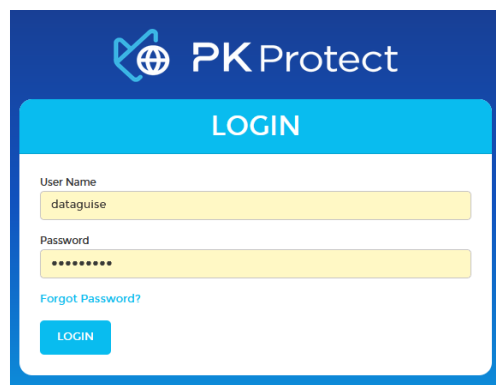 PK Protect
LOGIN
User Name
dataguise
Password
•••••••••
Forgot Password?
LOGIN